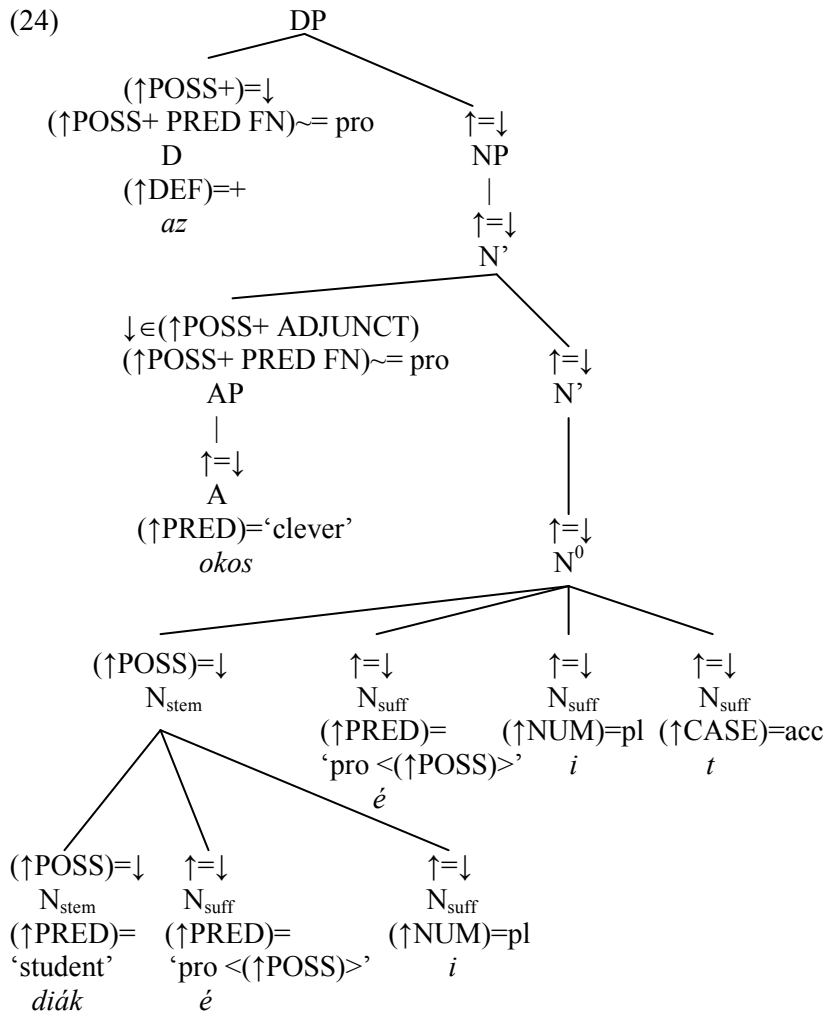 (24) DP
(↑POSS+)=↓
(↑POSS+ PRED FN)~= pro ↑=↓
D NP
(↑DEF)=+ |
az ↑=↓
N’
↓∈(↑POSS+ ADJUNCT)
(↑POSS+ PRED FN)~= pro ↑=↓
AP N’
|
↑=↓
A
(↑PRED)=‘clever’ ↑=↓
okos N⁰
(↑POSS)=↓ ↑=↓ ↑=↓ ↑=↓
Nstem Nsuff Nsuff Nsuff
(↑PRED)= (↑NUM)=pl (↑CASE)=acc
‘pro <(↑POSS)>’ i t
é
(↑POSS)=↓ ↑=↓ ↑=↓
Nstem Nsuff Nsuff
(↑PRED)= (↑PRED)= (↑NUM)=pl
‘student’ ‘pro <(↑POSS)>’ i
diák é